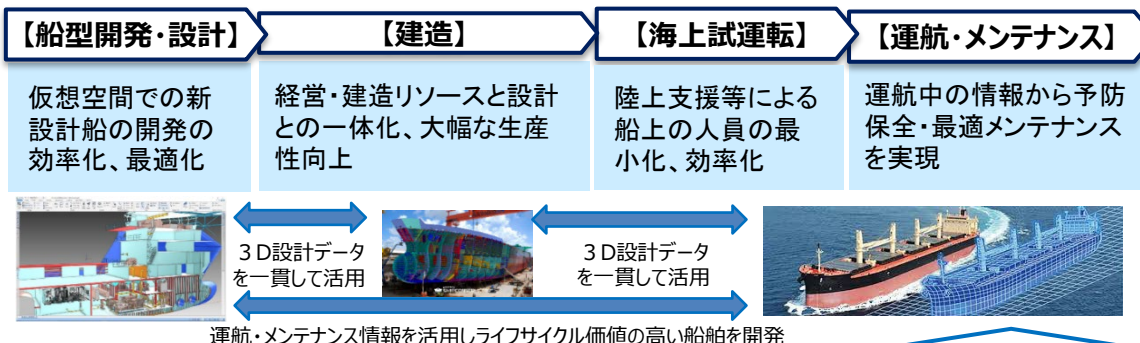 【船型開発・設計】
【建造】
【海上試運転】
【運航・メンテナンス】
仮想空間での新
設計船の開発の
効率化、最適化
経営・建造リソースと設計
との一体化、大幅な生産
性向上
陸上支援等による
船上の人員の最
小化、効率化
運航中の情報から予防
保全・最適メンテナンス
を実現
３Ｄ設計データ
を一貫して活用
３Ｄ設計データ
を一貫して活用
運航・メンテナンス情報を活用しライフサイクル価値の高い船舶を開発